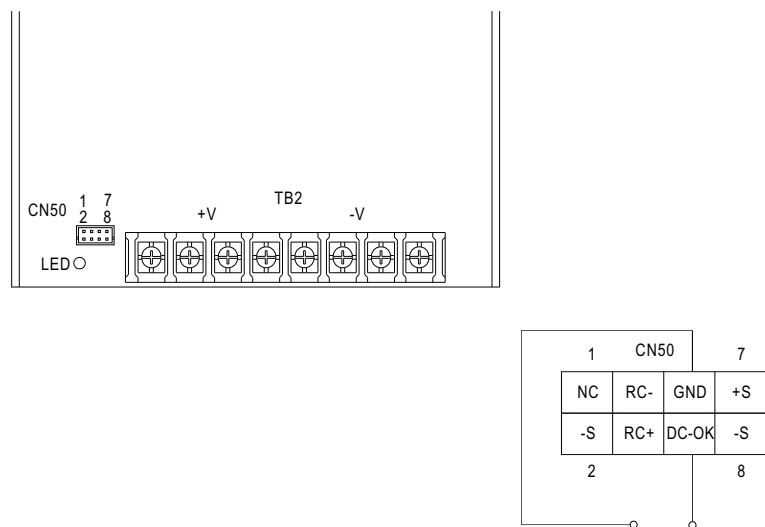 CN50 1 7
2 8
+V TB2 -V
LED
1 CN50 7
NC RC- GND +S
-S RC+ DC-OK -S
2 8